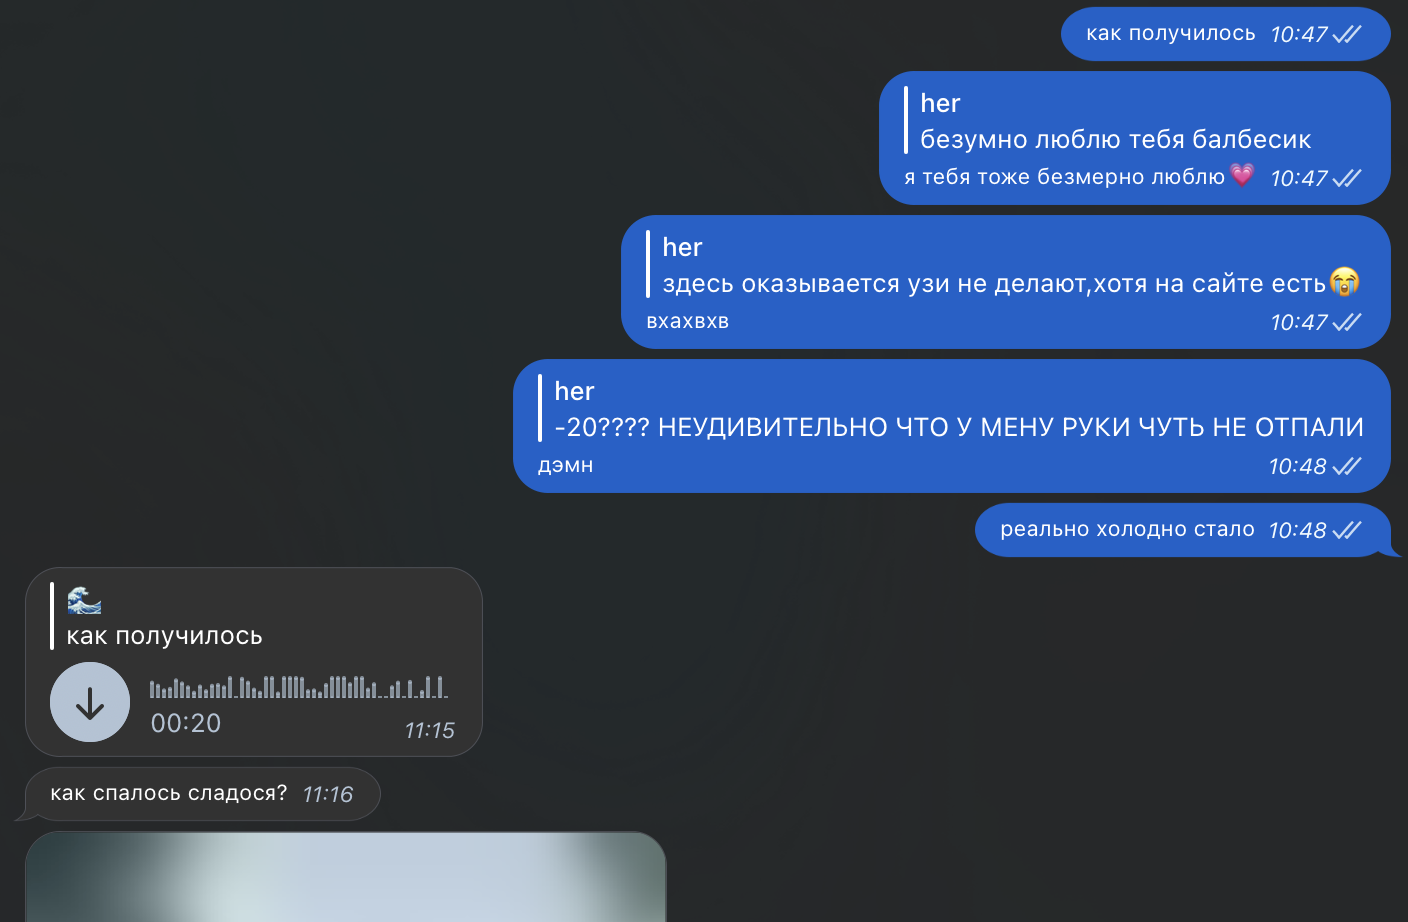 как получилось 10:47
her
безумно люблю тебя балбесик
я тебя тоже безмерно люблю💗 10:47
her
здесь оказывается узи не делают,хотя на сайте есть😭
вхахвхв 10:47
her
-20???? НЕУДИВИТЕЛЬНО ЧТО У МЕНУ РУКИ ЧУТЬ НЕ ОТПАЛИ
дэмн 10:48
реально холодно стало 10:48
🌊
как получилось
00:20 11:15
как спалось сладося? 11:16